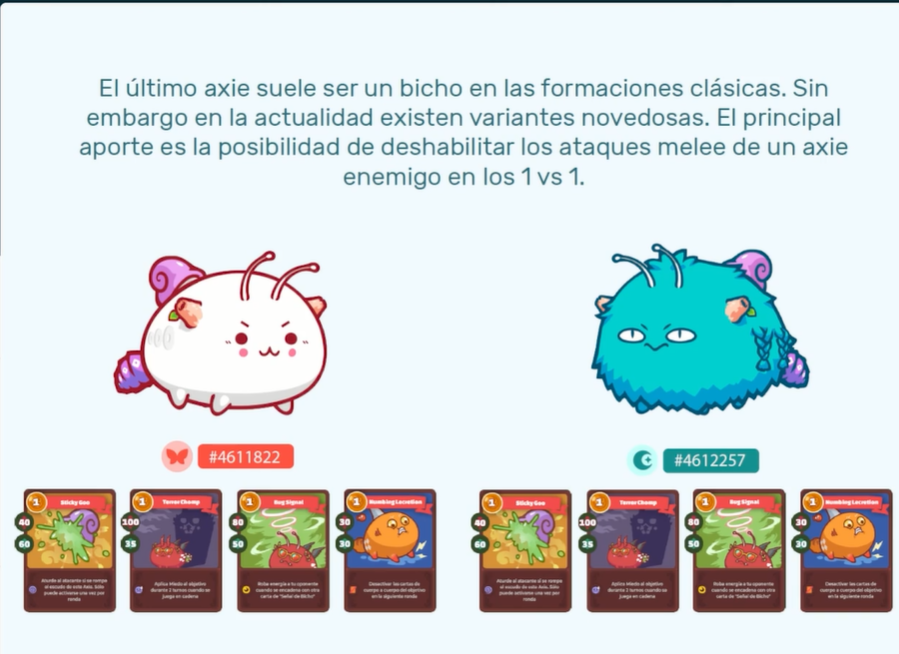 El último axie suele ser un bicho en las formaciones clásicas. Sin
embargo en la actualidad existen variantes novedosas. El principal
aporte es la posibilidad de deshabilitar los ataques melee de un axie
enemigo en los 1 vs 1.
#4611822
#4612257
1 Sticky Goo
40
60
Aturde al atacante si se rompe
el escudo de este Axie. Sólo
puede activarse una vez por
ronda
1 Terror Chomp
100
35
Aplica Miedo al objetivo
durante 2 turnos cuando se
juega en cadena
1 Bug Signal
80
50
Roba energía a tu oponente
cuando se encadena con otra
carta de "Señal de Bicho"
1 Numbing Lecretion
30
30
Desactivar las cartas de
cuerpo a cuerpo del objetivo
en la siguiente ronda
1 Sticky Goo
40
60
Aturde al atacante si se rompe
el escudo de este Axie. Sólo
puede activarse una vez por
ronda
1 Terror Chomp
100
35
Aplica Miedo al objetivo
durante 2 turnos cuando se
juega en cadena
1 Bug Signal
80
50
Roba energía a tu oponente
cuando se encadena con otra
carta de "Señal de Bicho"
1 Numbing Lecretion
30
30
Desactivar las cartas de
cuerpo a cuerpo del objetivo
en la siguiente ronda